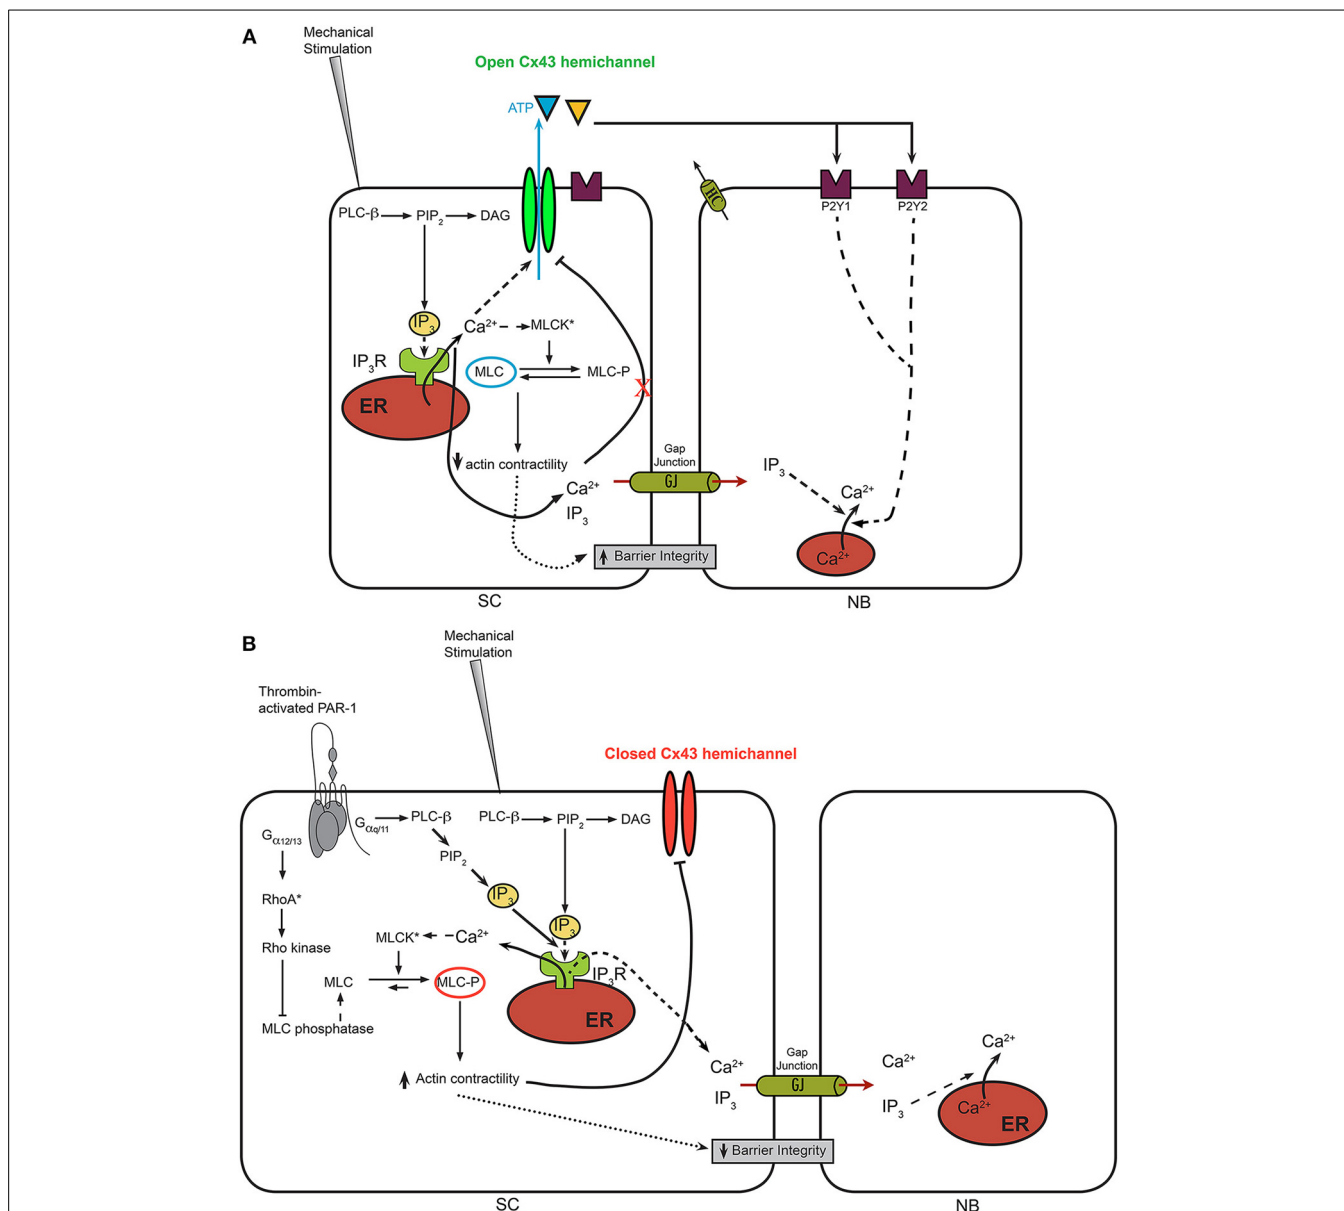 A
Mechanical
Stimulation
Open Cx43 hemichannel
ATP
HC
P2Y1
P2Y2
PLC-β
PIP2
DAG
IP3
Ca2+
MLCK*
IP3R
MLC
MLC-P
X
ER
actin contractility
Gap
Junction
GJ
Ca2+
IP3
IP3
Ca2+
Ca2+
Barrier Integrity
SC
NB
B
Mechanical
Stimulation
Thrombin-
activated PAR-1
Closed Cx43 hemichannel
Gα12/13
Gαq/11
PLC-β
PLC-β
PIP2
DAG
PIP2
RhoA*
IP3
IP3
Rho kinase
MLCK*
Ca2+
IP3R
MLC
MLC-P
ER
MLC phosphatase
Actin contractility
Ca2+
IP3
Gap
Junction
GJ
Ca2+
IP3
Ca2+
Ca2+
ER
Barrier Integrity
SC
NB